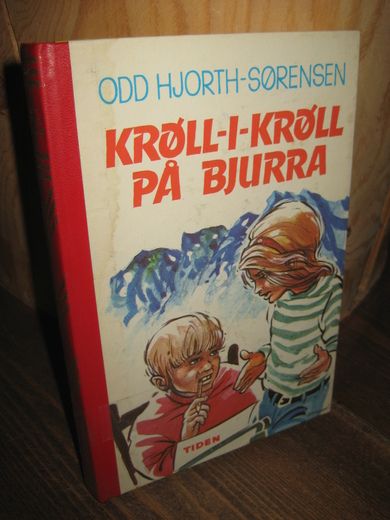 ODD HJORTH-SØRENSEN
KRØLL-I-KRØLL
PÅ BJURRA
TIDEN